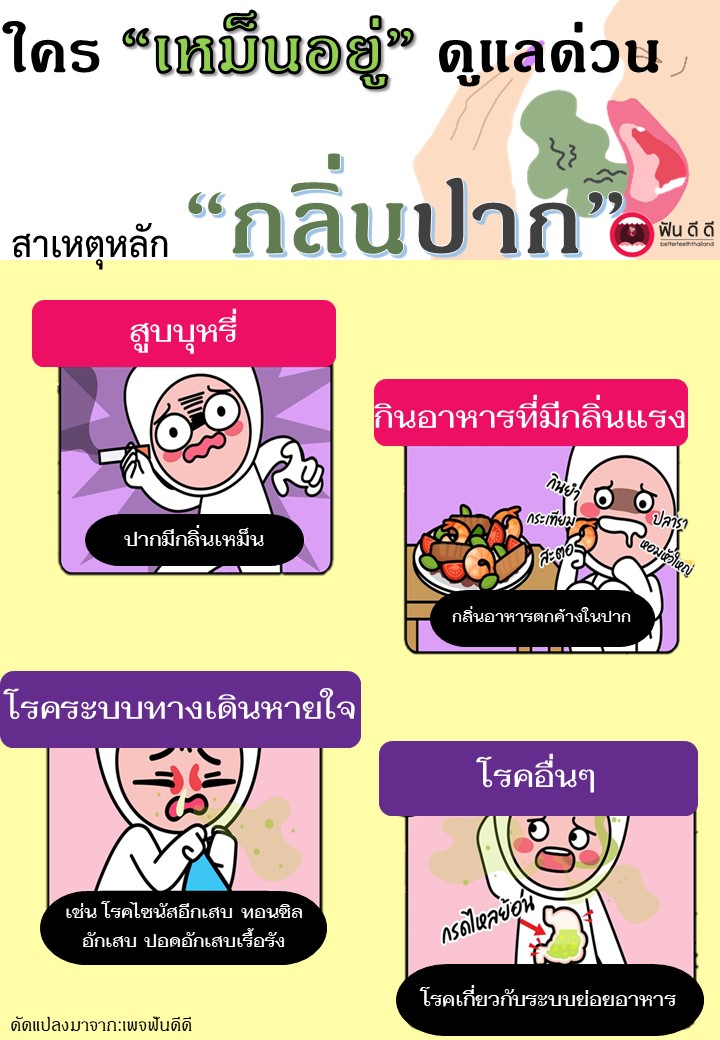 ใคร “เหม็นอยู่” ดูแลด่วน
สาเหตุหลัก “กลิ่นปาก”
ฟัน ดี ดี
betterteeththailand
สูบบุหรี่
ปากมีกลิ่นเหม็น
กินอาหารที่มีกลิ่นแรง
กินยำ
กระเทียม
สะตอ
ปลาร้า
หอมหัวใหญ่
กลิ่นอาหารตกค้างในปาก
โรคระบบทางเดินหายใจ
เช่น โรคไซนัสอักเสบ ทอนซิล
อักเสบ ปอดอักเสบเรื้อรัง
โรคอื่นๆ
กรดไหลย้อน
โรคเกี่ยวกับระบบย่อยอาหาร
ดัดแปลงมาจาก:เพจฟันดีดี